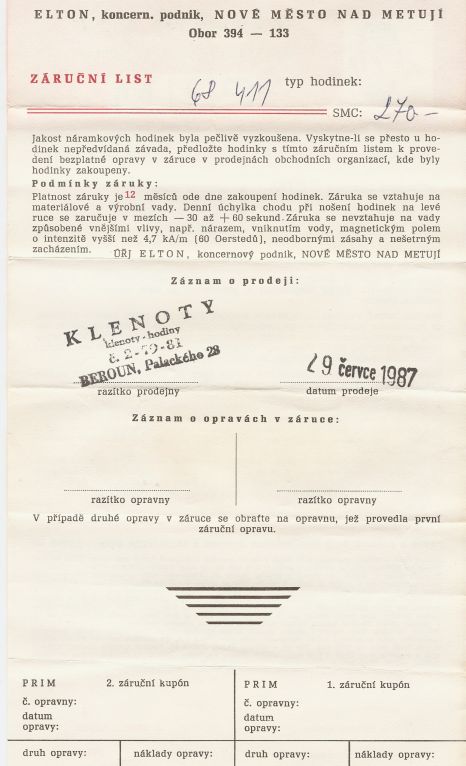 ELTON, koncern. podnik, NOVÉ MĚSTO NAD METUJÍ
Obor 394 — 133
ZÁRUČNÍ LIST 68 411 typ hodinek:
SMC: 270 —
Jakost náramkových hodinek byla pečlivě vyzkoušena. Vyskytne-li se přesto u ho-
dinek nepředvídaná závada, předložte hodinky s tímto záručním listem k prove-
dení bezplatné opravy v záruce v prodejnách obchodních organizací, kde byly
hodinky zakoupeny.
Podmínky záruky:
Platnost záruky je 12 měsíců ode dne zakoupení hodinek. Záruka se vztahuje na
materiálové a výrobní vady. Denní úchylka chodu při nošení hodinek na levé
ruce se zaručuje v mezích — 30 až + 60 sekund. Záruka se nevztahuje na vady
způsobené vnějšími vlivy, např. nárazem, vniknutím vody, magnetickým polem
o intenzitě vyšší než 4,7 kA/m (60 Oerstedů), neodbornými zásahy a nešetrným
zacházením. ÚŘJ ELTON, koncernový podnik, NOVÉ MĚSTO NAD METUJÍ
Záznam o prodeji:
KLENOTY
klenoty - hodiny
č. 2-79-81
BEROUN, Palackého 28
29 července 1987
razítko prodejny datum prodeje
Záznam o opravách v záruce:
razítko opravny razítko opravny
V případě druhé opravy v záruce se obraťte na opravnu, jež provedla první
záruční opravu.
PRIM 2. záruční kupón
č. opravny:
datum
opravy:
druh opravy: náklady opravy:
PRIM 1. záruční kupón
č. opravny:
datum
opravy:
druh opravy: náklady opravy: